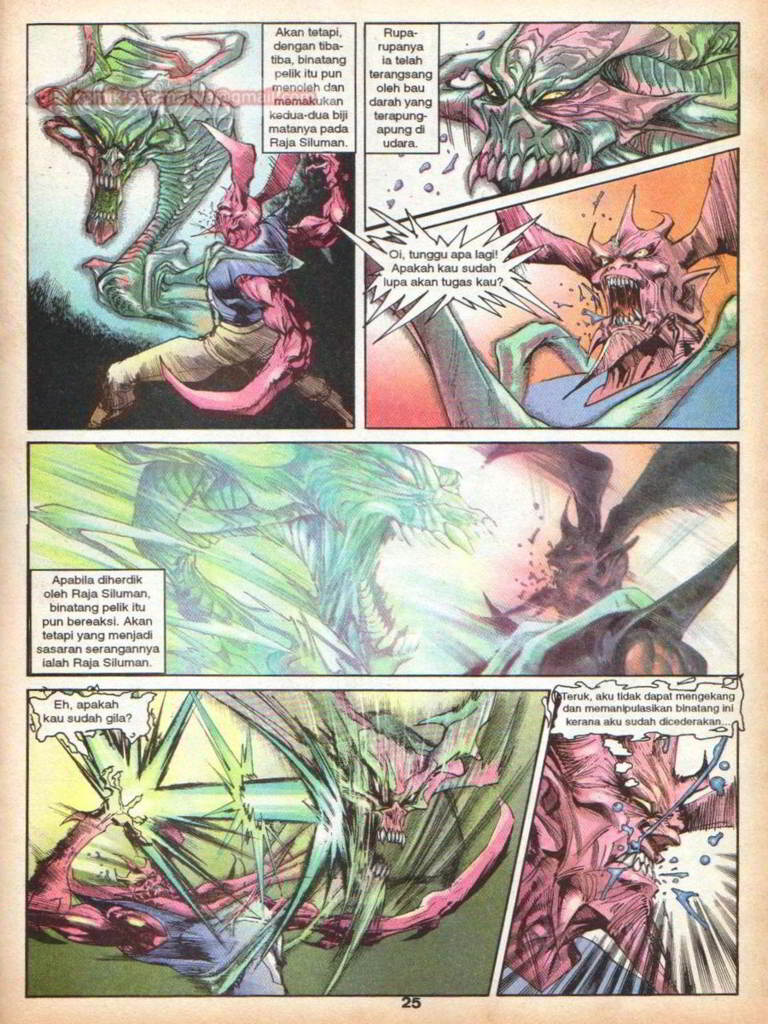 Akan tetapi,
dengan tiba-
tiba, binatang
pelik itu pun
menoleh dan
memakukan
kedua-dua biji
matanya pada
Raja Siluman.
Rupa-
rupanya
ia telah
terangsang
oleh bau
darah yang
terapung-
apung di
udara.
Oi, tunggu apa lagi!
Apakah kau sudah
lupa akan tugas kau?
Apabila diherdik
oleh Raja Siluman,
binatang pelik itu
pun bereaksi. Akan
tetapi yang menjadi
sasaran serangannya
ialah Raja Siluman.
Eh, apakah
kau sudah gila?
Teruk, aku tidak dapat mengekang
dan memanipulasikan binatang ini
kerana aku sudah dicederakan...
25